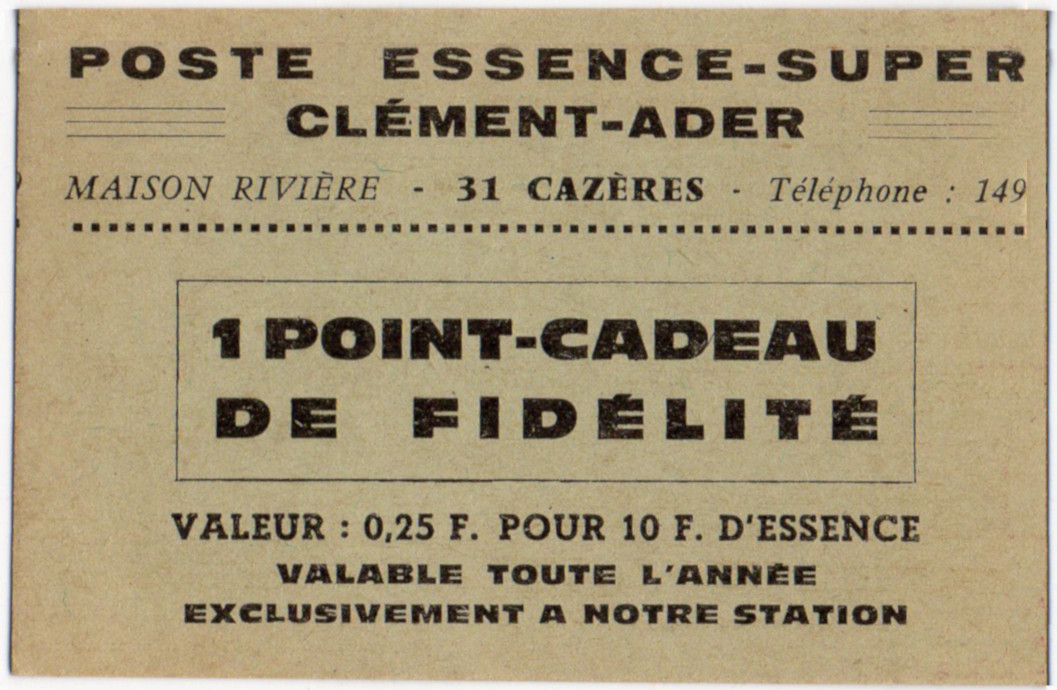 POSTE ESSENCE-SUPER
CLÉMENT-ADER
MAISON RIVIÈRE - 31 CAZÈRES - Téléphone : 149
1 POINT-CADEAU
DE FIDÉLITÉ
VALEUR : 0,25 F. POUR 10 F. D'ESSENCE
VALABLE TOUTE L'ANNÉE
EXCLUSIVEMENT A NOTRE STATION